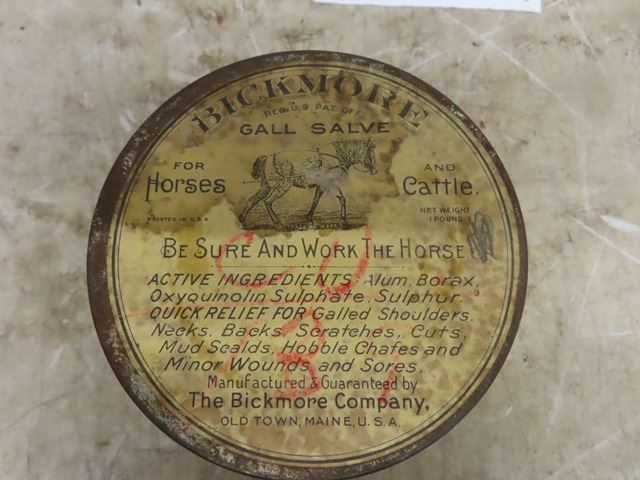 BICKMORE
REG. U.S. PAT. OFF.
GALL SALVE
FOR Horses AND Cattle.
PRINTED IN U.S.A. NET WEIGHT 1 POUND
TRADE MARK
BE SURE AND WORK THE HORSE
ACTIVE INGREDIENTS: Alum, Borax,
Oxyquinolin Sulphate, Sulphur.
QUICK RELIEF FOR Galled Shoulders,
Necks, Backs, Scratches, Cuts,
Mud Scalds, Hobble Chafes and
Minor Wounds and Sores.
Manufactured & Guaranteed by
The Bickmore Company,
OLD TOWN, MAINE, U.S.A.